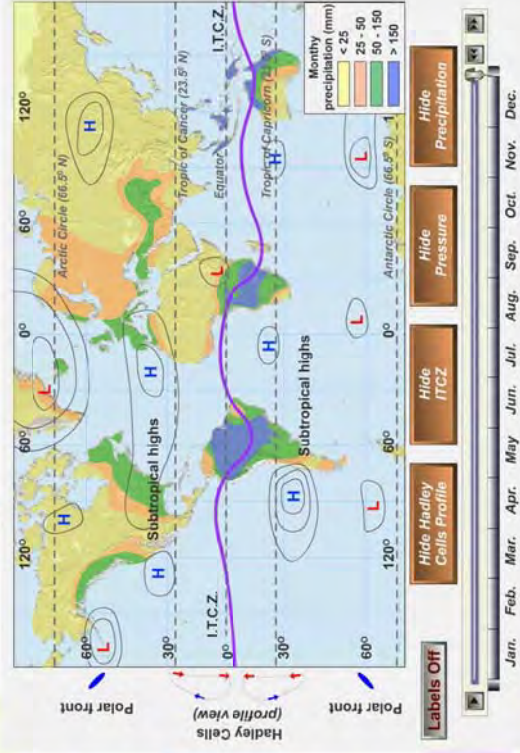 120°
60°
0°
60°
120°
Arctic Circle (66.5° N)
60°
Polar front
L
H
L
H
Subtropical highs
H
H
30°
Tropic of Cancer (23.5° N)
Hadley Cells
(profile view)
I.T.C.Z.
0°
Equator
L
I.T.C.Z.
Subtropical highs
Tropic of Capricorn (23.5° S)
30°
H
H
H
60°
Polar front
L
L
L
Antarctic Circle (66.5° S)
Monthy
precipitation (mm)
< 25
25 - 50
50 - 150
> 150
Labels Off
Hide Hadley
Cells Profile
Hide
ITCZ
Hide
Pressure
Hide
Precipitation
Jan. Feb. Mar. Apr. May Jun. Jul. Aug. Sep. Oct. Nov. Dec.